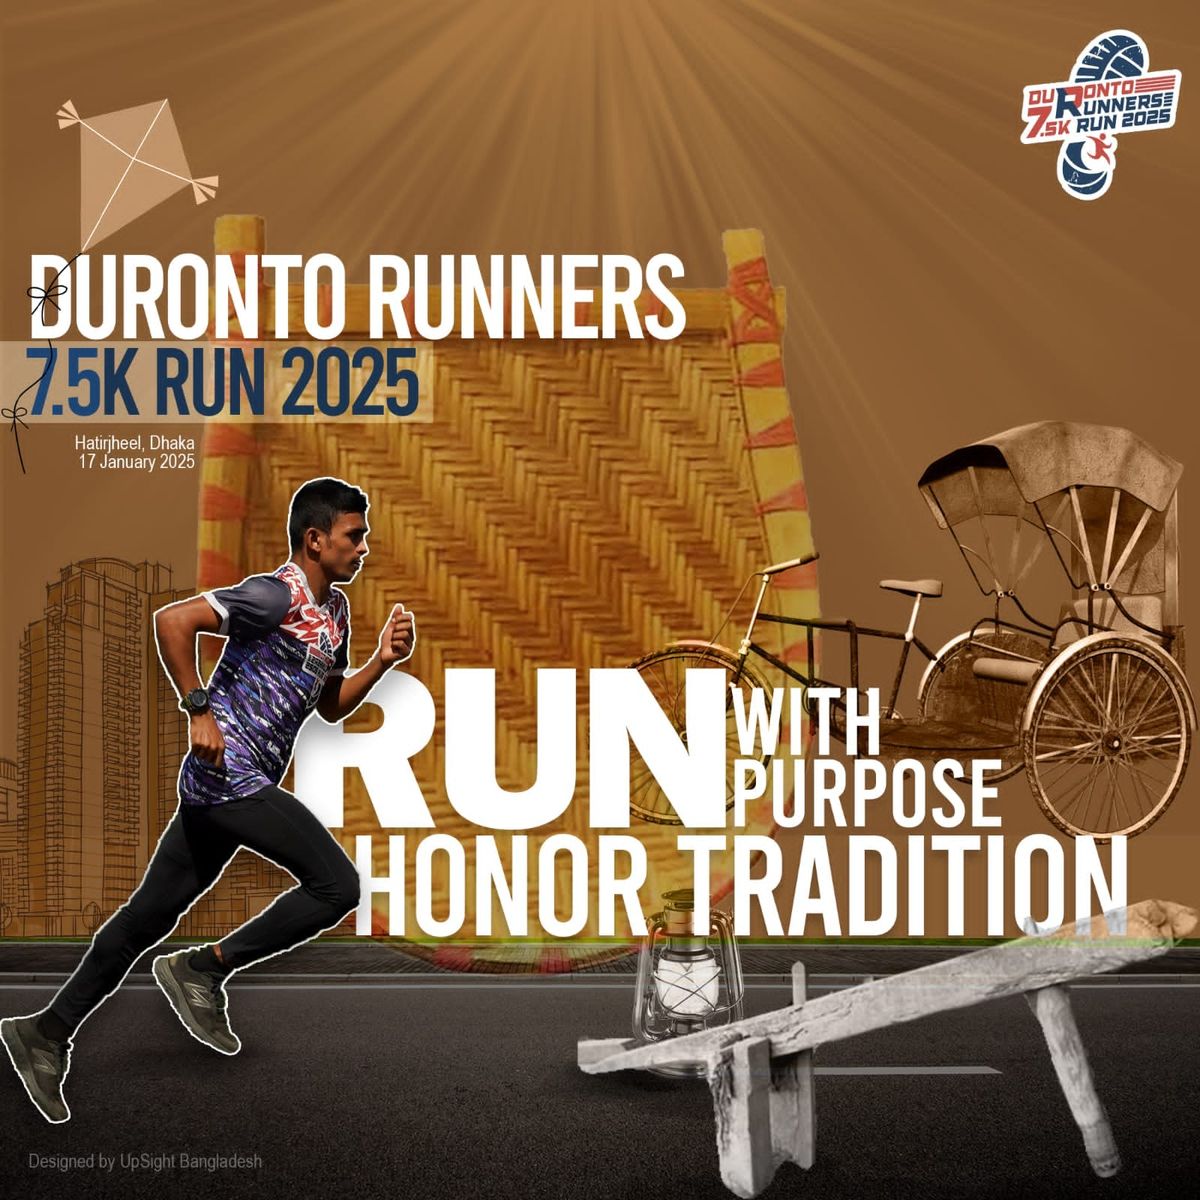 DURONTO
RUNNERS
7.5K RUN 2025
DURONTO RUNNERS
7.5K RUN 2025
Hatirjheel, Dhaka
17 January 2025
RUN
WITH
PURPOSE
HONOR TRADITION
Designed by UpSight Bangladesh